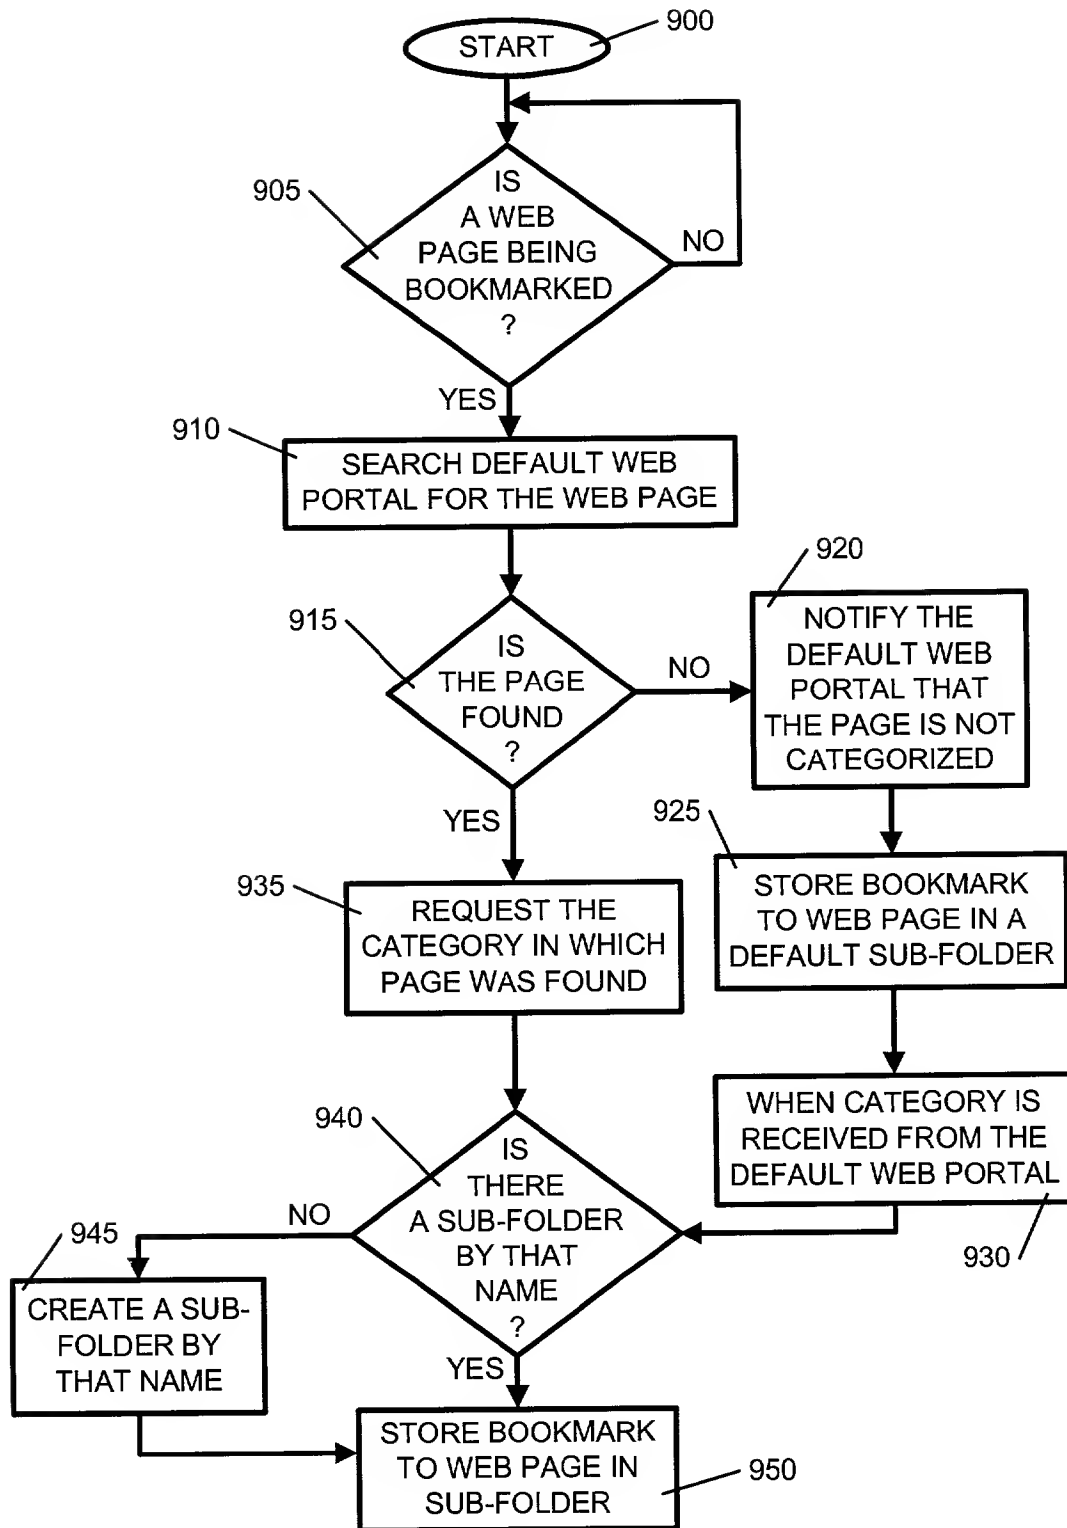 900
START
905
IS
A WEB
PAGE BEING
BOOKMARKED
?
NO
YES
910
SEARCH DEFAULT WEB
PORTAL FOR THE WEB PAGE
915
IS
THE PAGE
FOUND
?
NO
920
NOTIFY THE
DEFAULT WEB
PORTAL THAT
THE PAGE IS NOT
CATEGORIZED
YES
925
STORE BOOKMARK
TO WEB PAGE IN A
DEFAULT SUB-FOLDER
935
REQUEST THE
CATEGORY IN WHICH
PAGE WAS FOUND
WHEN CATEGORY IS
RECEIVED FROM THE
DEFAULT WEB PORTAL
930
940
IS
THERE
A SUB-FOLDER
BY THAT
NAME
?
NO
945
CREATE A SUB-
FOLDER BY
THAT NAME
YES
STORE BOOKMARK
TO WEB PAGE IN
SUB-FOLDER
950